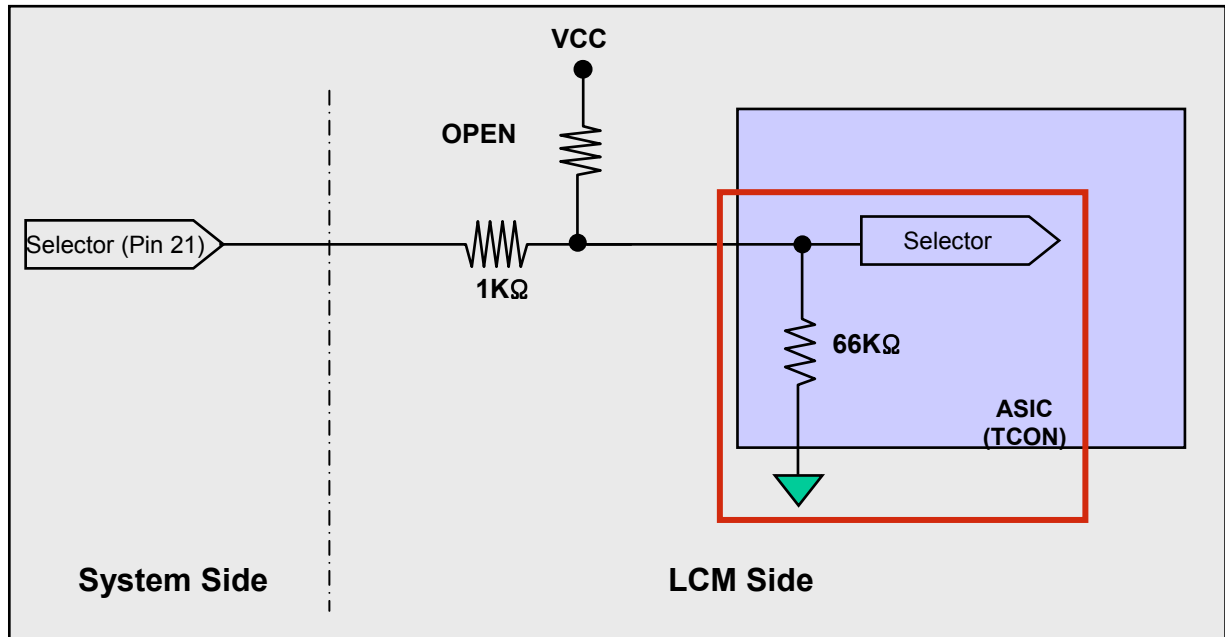 VCC
OPEN
Selector (Pin 21)
Selector
1KΩ
66KΩ
ASIC
(TCON)
System Side
LCM Side